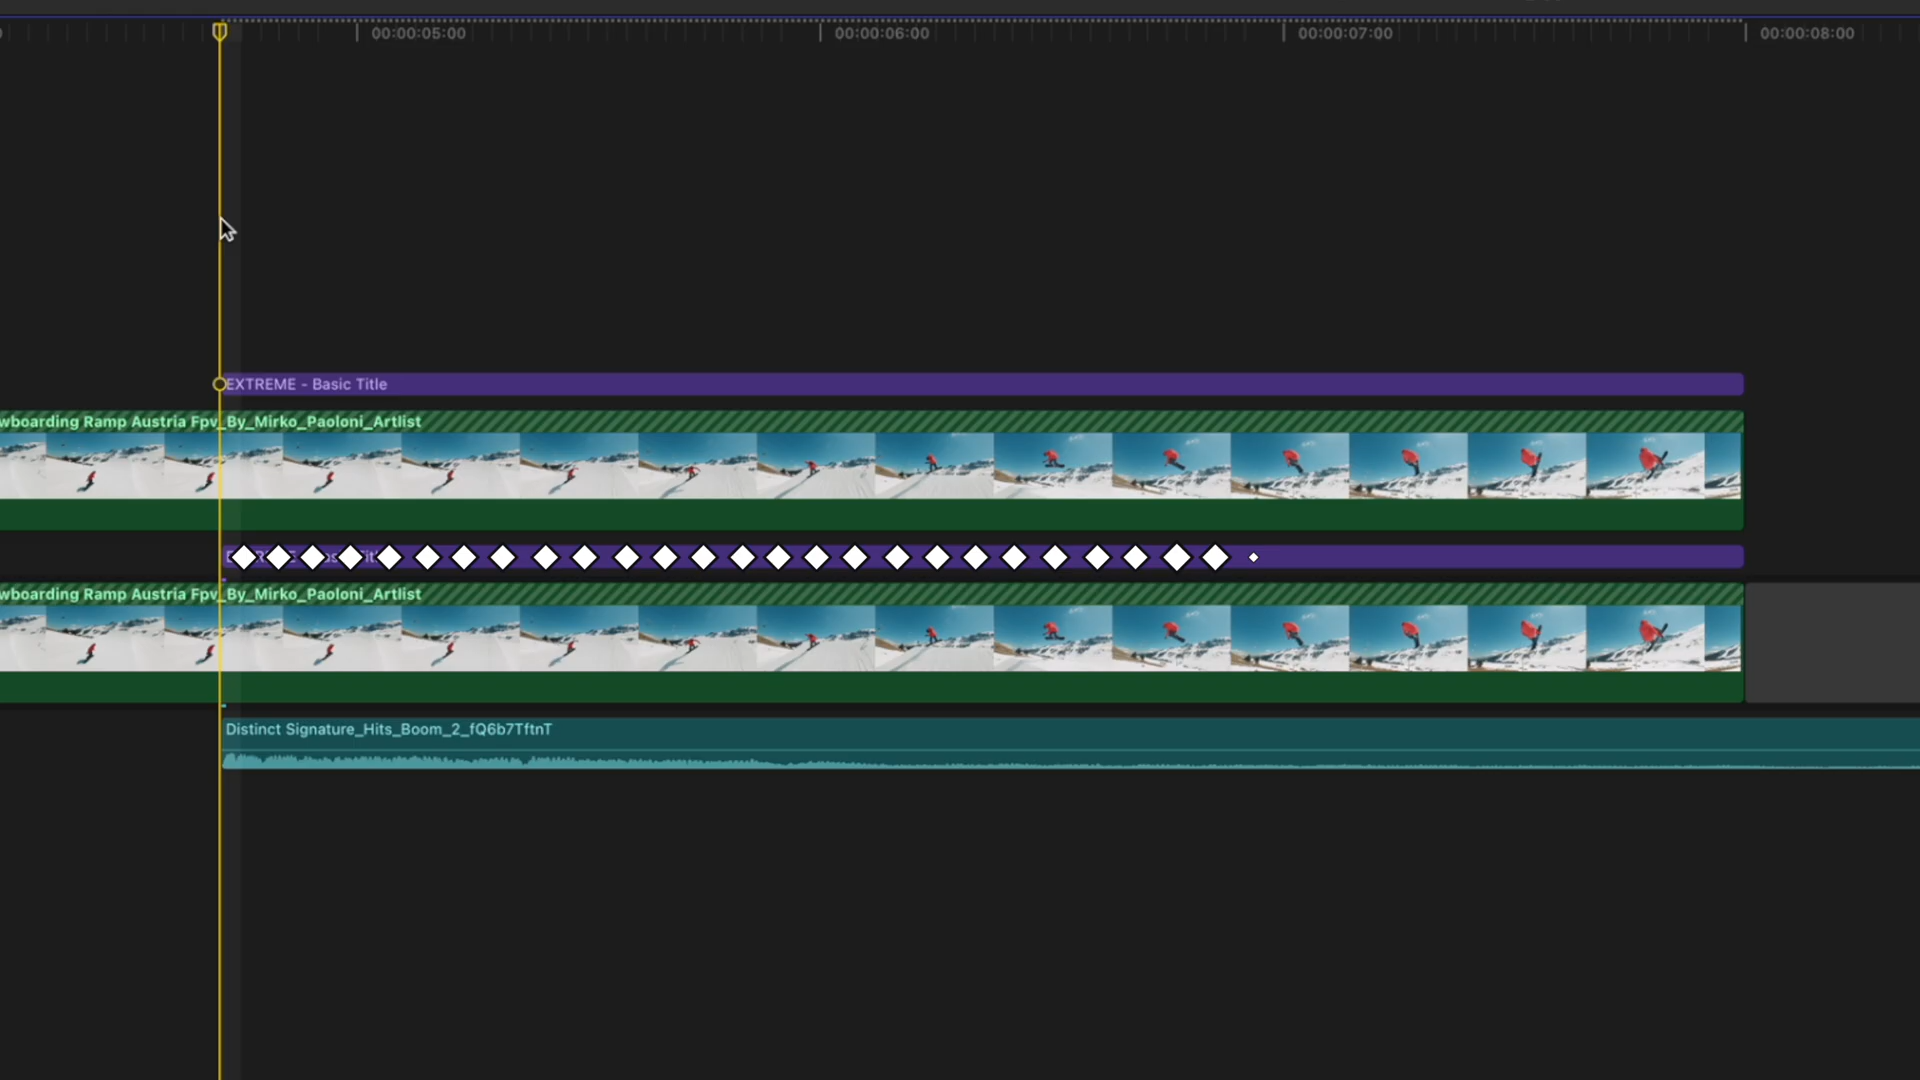 00:00:05:00
00:00:06:00
00:00:07:00
00:00:08:00
EXTREME - Basic Title
wboarding Ramp Austria Fpv_By_Mirko_Paoloni_Artlist
wboarding Ramp Austria Fpv_By_Mirko_Paoloni_Artlist
Distinct Signature_Hits_Boom_2_fQ6b7TftnT